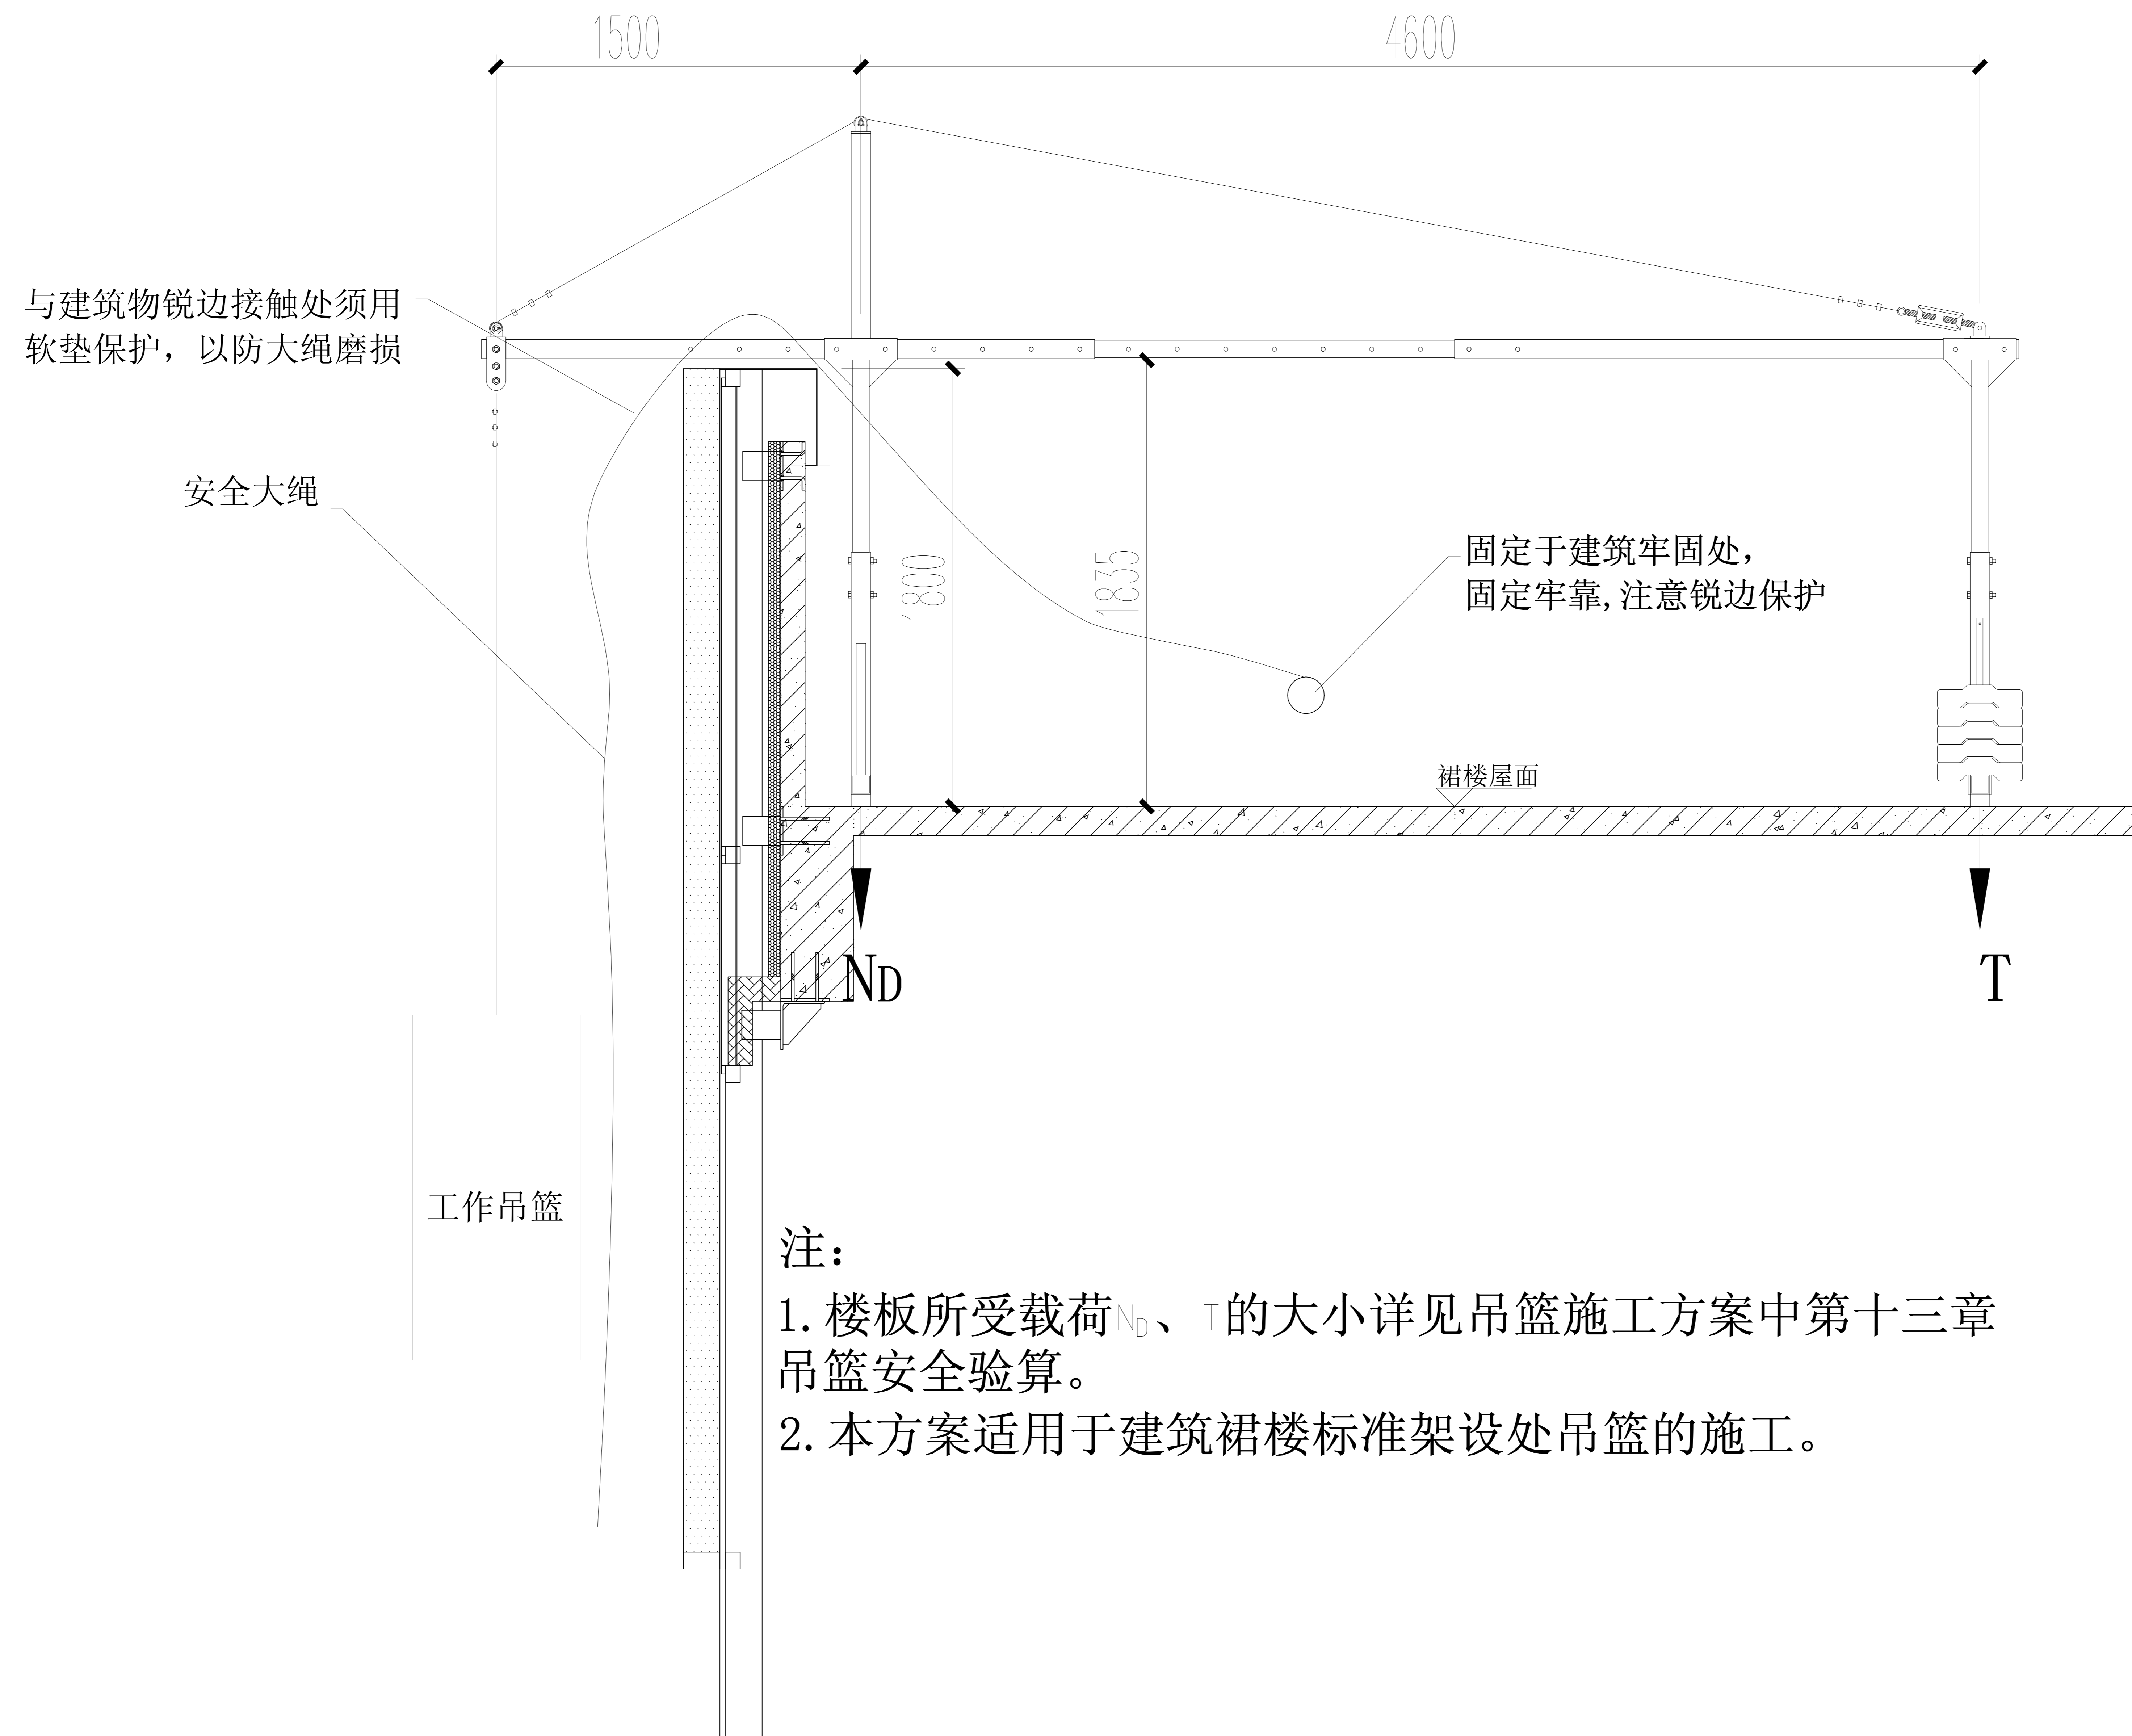 1500
4600
与建筑物锐边接触处须用
软垫保护，以防大绳磨损
安全大绳
固定于建筑牢固处，
固定牢靠,注意锐边保护
1800
1835
裙楼屋面
ND
T
工作吊篮
注：
1.楼板所受载荷ND、T的大小详见吊篮施工方案中第十三章
吊篮安全验算。
2.本方案适用于建筑裙楼标准架设处吊篮的施工。